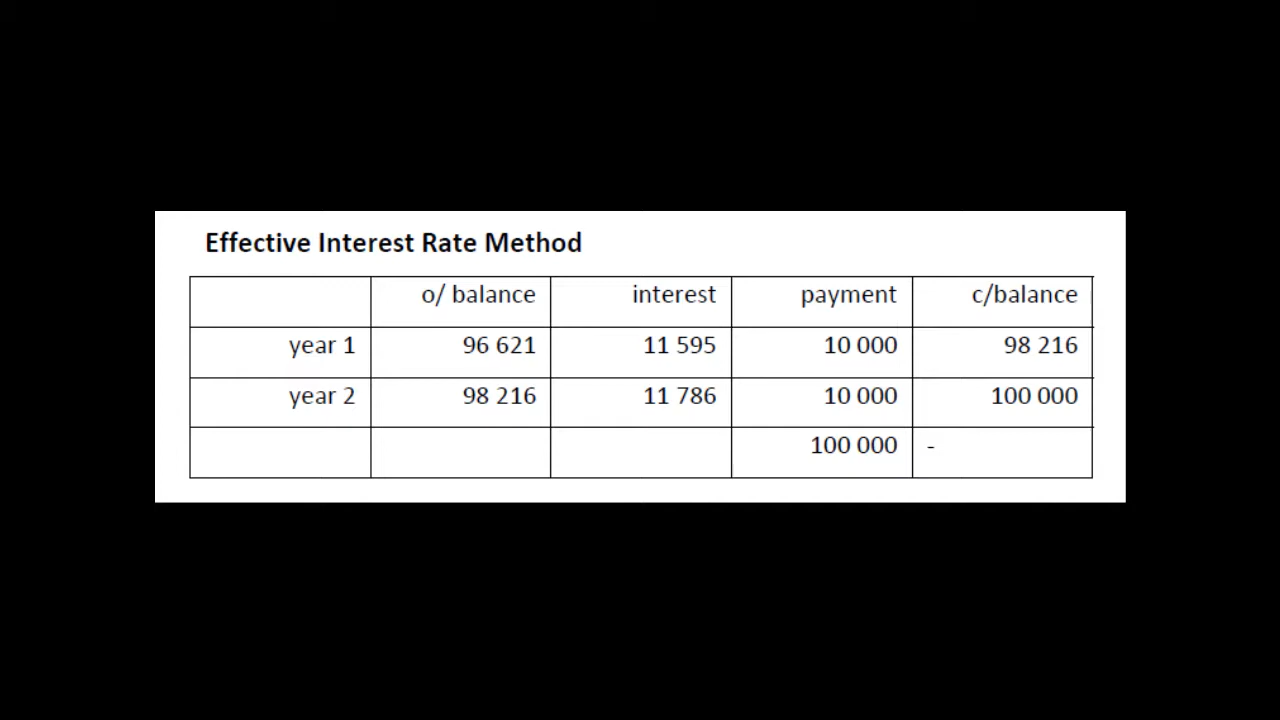 Effective Interest Rate Method
o/ balance interest payment c/balance
year 1 96 621 11 595 10 000 98 216
year 2 98 216 11 786 10 000 100 000
100 000 -